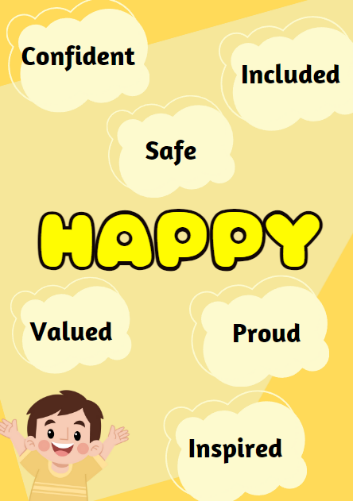 Confident
Included
Safe
HAPPY
Valued
Proud
Inspired